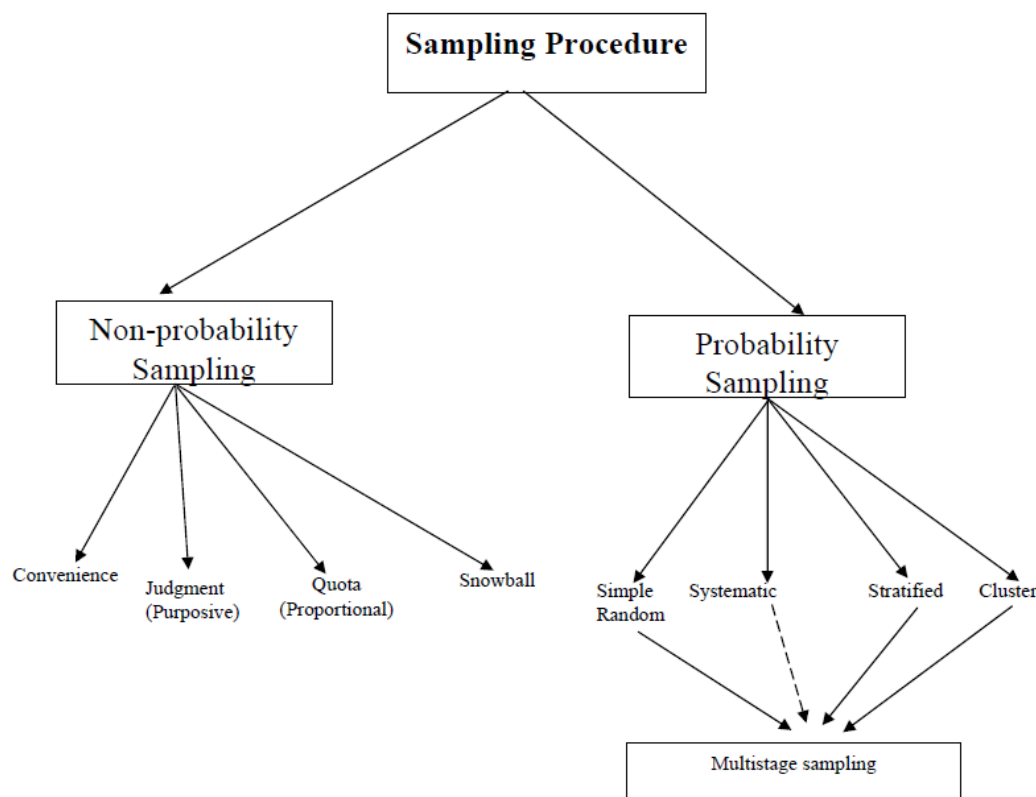 Sampling Procedure
Non-probability
Sampling
Probability
Sampling
Convenience
Judgment
(Purposive)
Quota
(Proportional)
Snowball
Simple
Random
Systematic
Stratified
Cluster
Multistage sampling